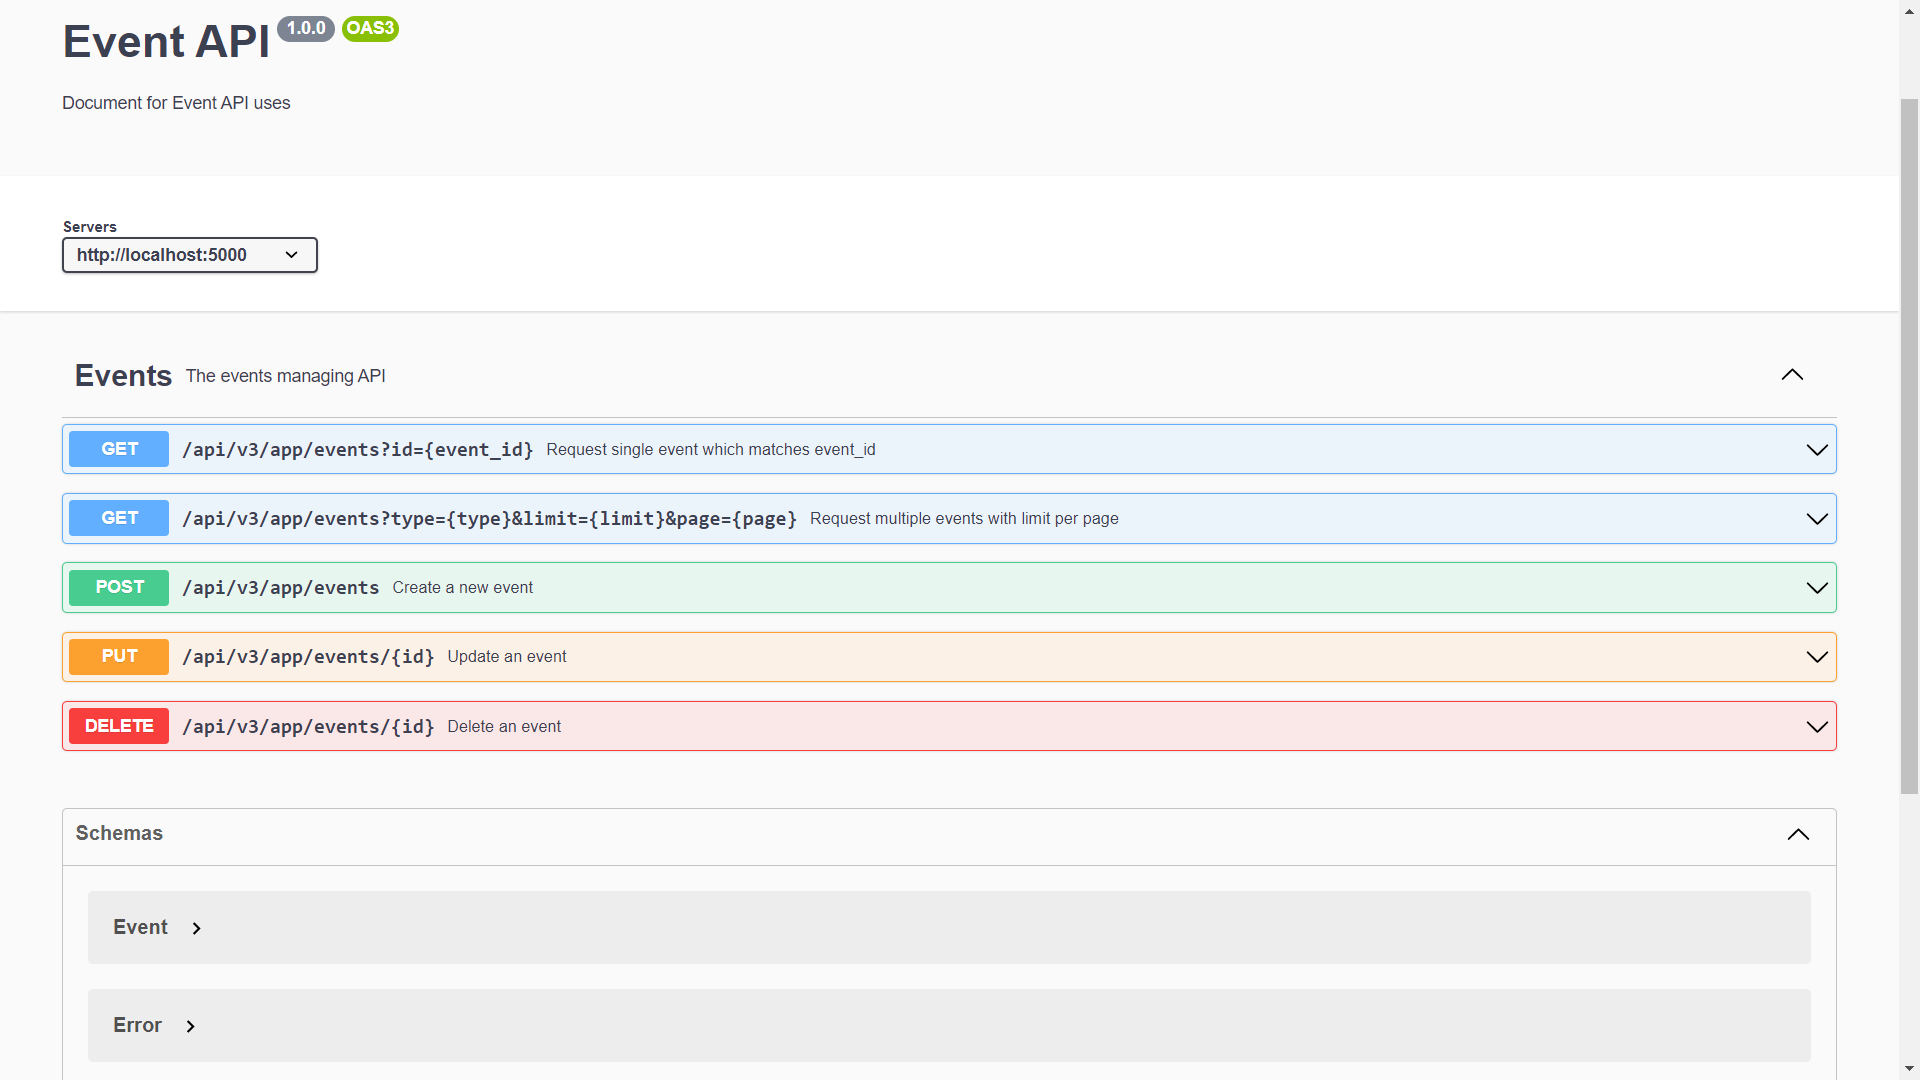 Event API 1.0.0 OAS3
Document for Event API uses
Servers
http://localhost:5000
Events The events managing API
GET /api/v3/app/events?id={event_id} Request single event which matches event_id
GET /api/v3/app/events?type={type}&limit={limit}&page={page} Request multiple events with limit per page
POST /api/v3/app/events Create a new event
PUT /api/v3/app/events/{id} Update an event
DELETE /api/v3/app/events/{id} Delete an event
Schemas
Event
Error